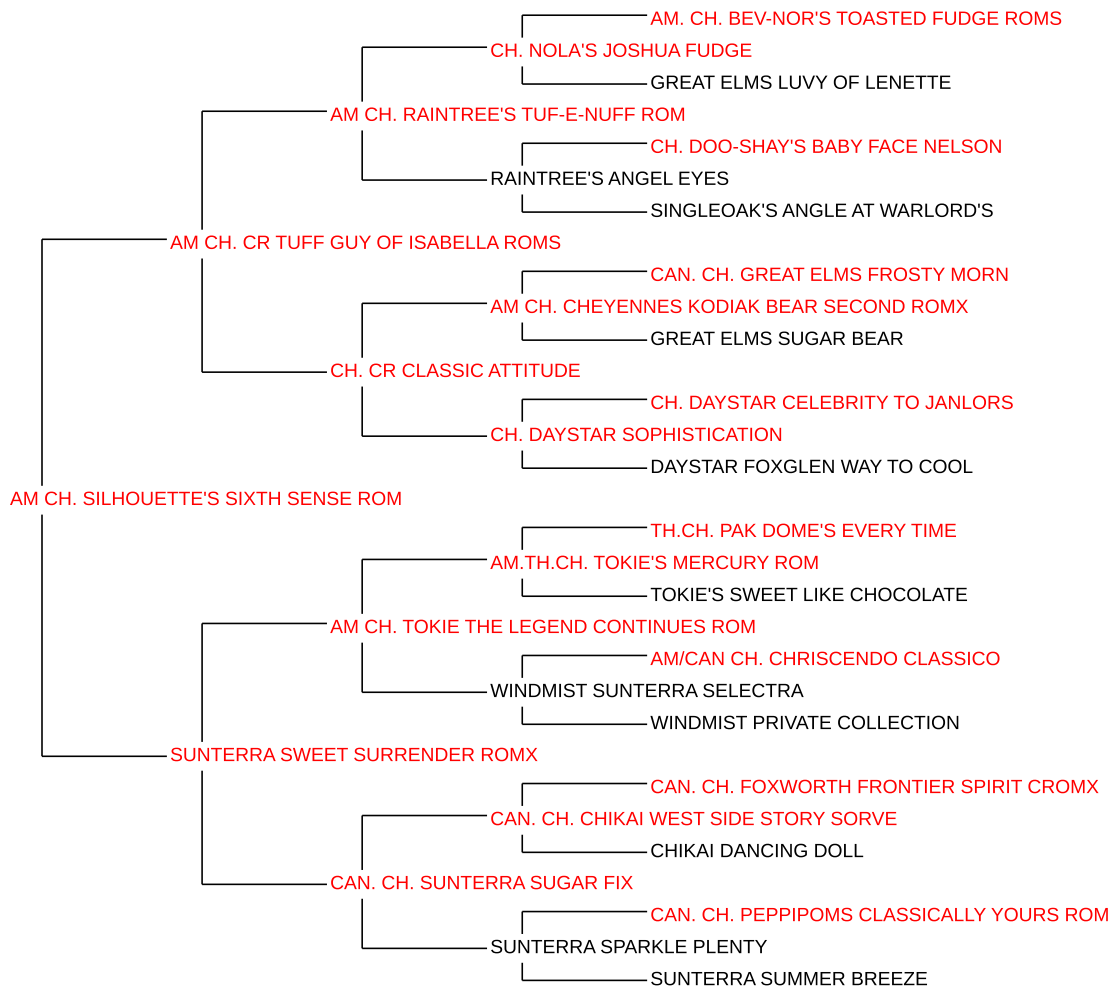 AM. CH. BEV-NOR'S TOASTED FUDGE ROMS
CH. NOLA'S JOSHUA FUDGE
GREAT ELMS LUVY OF LENETTE
AM CH. RAINTREE'S TUF-E-NUFF ROM
CH. DOO-SHAY'S BABY FACE NELSON
RAINTREE'S ANGEL EYES
SINGLEOAK'S ANGLE AT WARLORD'S
AM CH. CR TUFF GUY OF ISABELLA ROMS
CAN. CH. GREAT ELMS FROSTY MORN
AM CH. CHEYENNES KODIAK BEAR SECOND ROMX
GREAT ELMS SUGAR BEAR
CH. CR CLASSIC ATTITUDE
CH. DAYSTAR CELEBRITY TO JANLORS
CH. DAYSTAR SOPHISTICATION
DAYSTAR FOXGLEN WAY TO COOL
AM CH. SILHOUETTE'S SIXTH SENSE ROM
TH.CH. PAK DOME'S EVERY TIME
AM.TH.CH. TOKIE'S MERCURY ROM
TOKIE'S SWEET LIKE CHOCOLATE
AM CH. TOKIE THE LEGEND CONTINUES ROM
AM/CAN CH. CHRISCENDO CLASSICO
WINDMIST SUNTERRA SELECTRA
WINDMIST PRIVATE COLLECTION
SUNTERRA SWEET SURRENDER ROMX
CAN. CH. FOXWORTH FRONTIER SPIRIT CROMX
CAN. CH. CHIKAI WEST SIDE STORY SORVE
CHIKAI DANCING DOLL
CAN. CH. SUNTERRA SUGAR FIX
CAN. CH. PEPPIPOMS CLASSICALLY YOURS ROM
SUNTERRA SPARKLE PLENTY
SUNTERRA SUMMER BREEZE